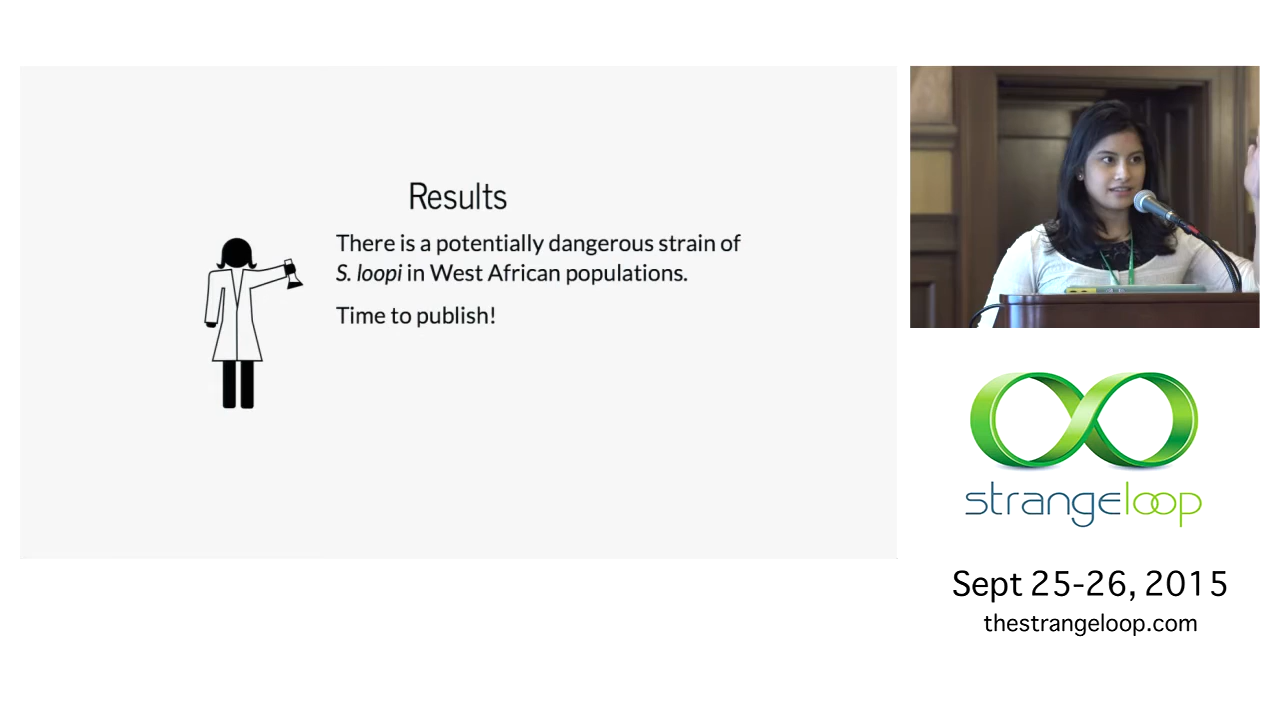 Results
There is a potentially dangerous strain of
S. loopi in West African populations.
Time to publish!
strangeloop
Sept 25-26, 2015
thestrangeloop.com